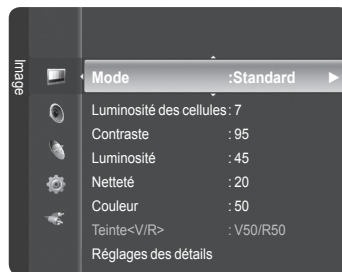 Image
Mode :Standard ►
Luminosité des cellules : 7
Contraste : 95
Luminosité : 45
Netteté : 20
Couleur : 50
Teinte<V/R> : V50/R50
Réglages des détails